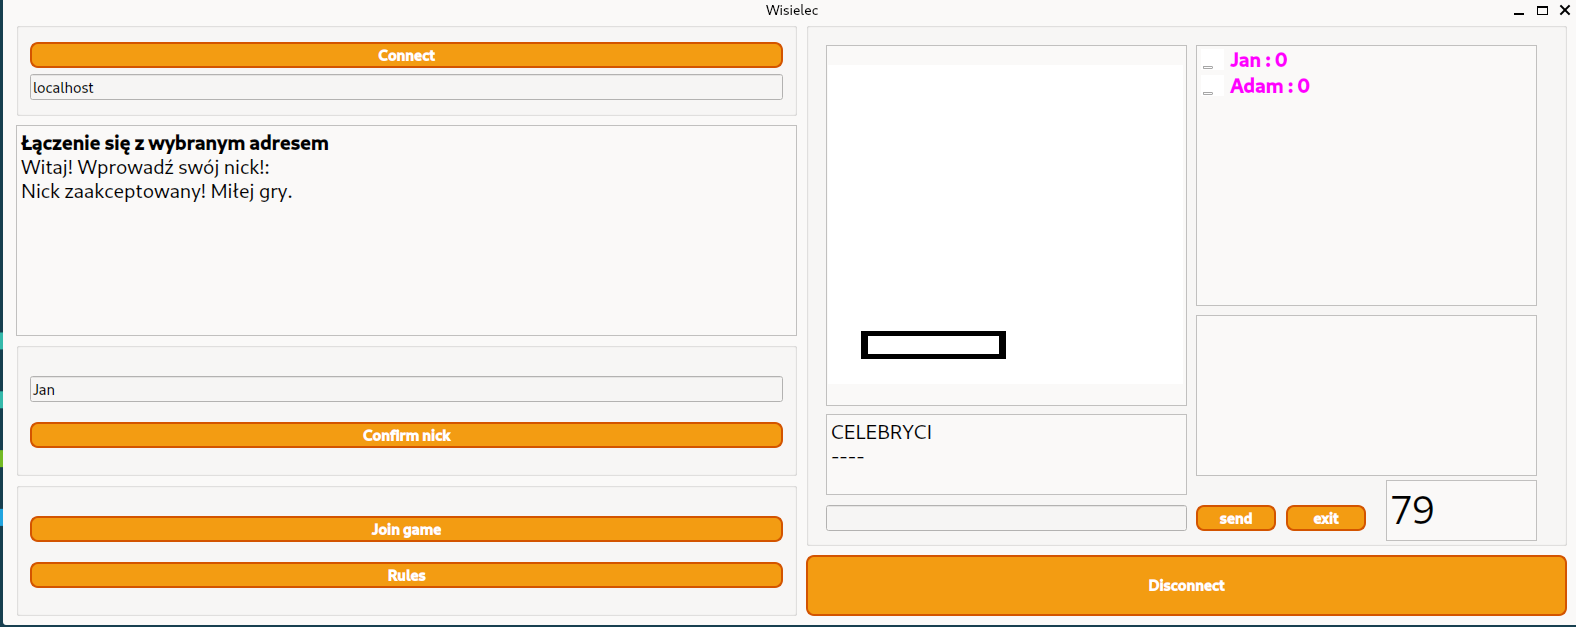 Wisielec
Connect
localhost
Łączenie się z wybranym adresem
Witaj! Wprowadź swój nick!:
Nick zaakceptowany! Miłej gry.
Jan
Confirm nick
Join game
Rules
Jan : 0
Adam : 0
CELEBRYCI
----
send
exit
79
Disconnect